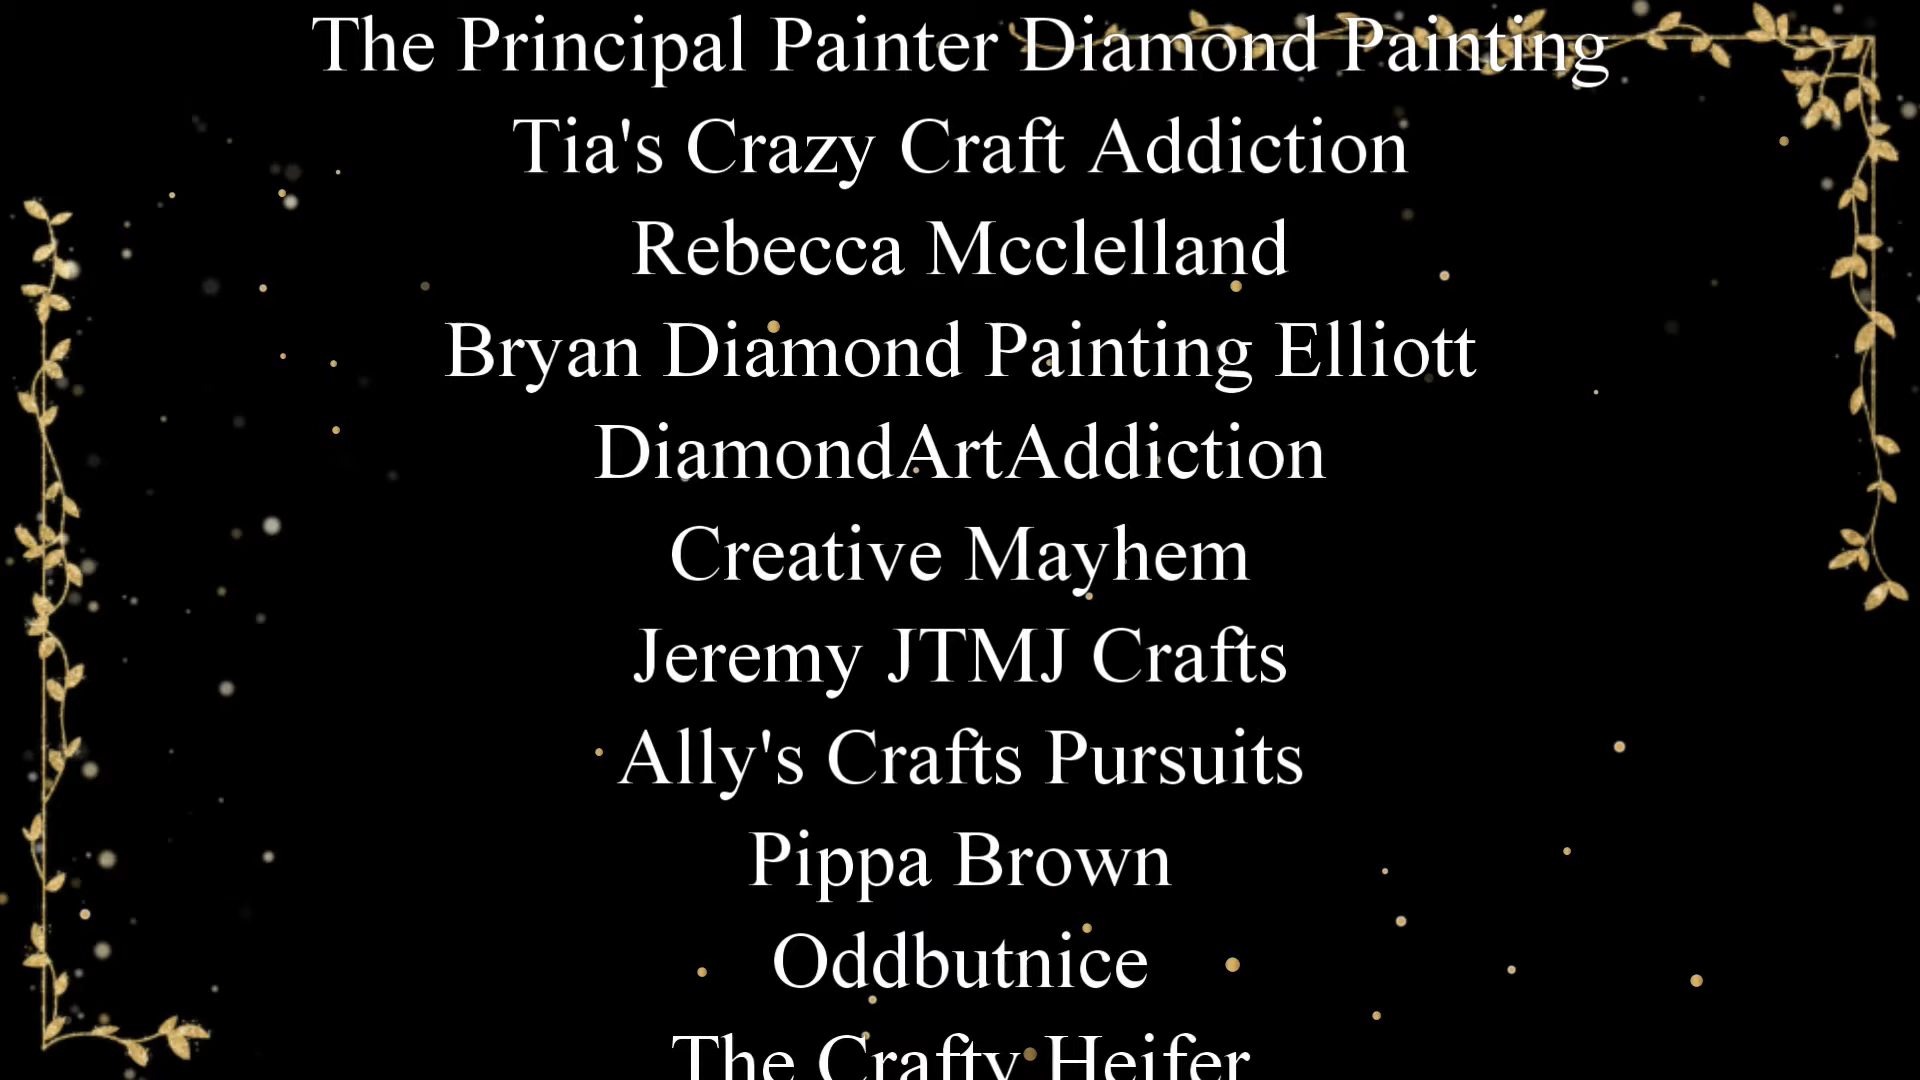 The Principal Painter Diamond Painting
Tia's Crazy Craft Addiction
Rebecca Mcclelland
Bryan Diamond Painting Elliott
DiamondArtAddiction
Creative Mayhem
Jeremy JTMJ Crafts
Ally's Crafts Pursuits
Pippa Brown
Oddbutnice
The Crafty Heifer